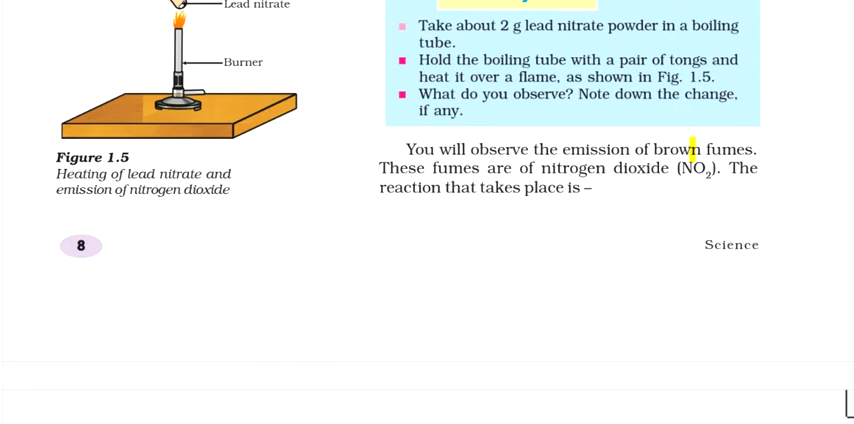 Lead nitrate
Burner
Figure 1.5
Heating of lead nitrate and
emission of nitrogen dioxide
Take about 2 g lead nitrate powder in a boiling
tube.
Hold the boiling tube with a pair of tongs and
heat it over a flame, as shown in Fig. 1.5.
What do you observe? Note down the change,
if any.
You will observe the emission of brown fumes.
These fumes are of nitrogen dioxide (NO₂). The
reaction that takes place is –
8
Science